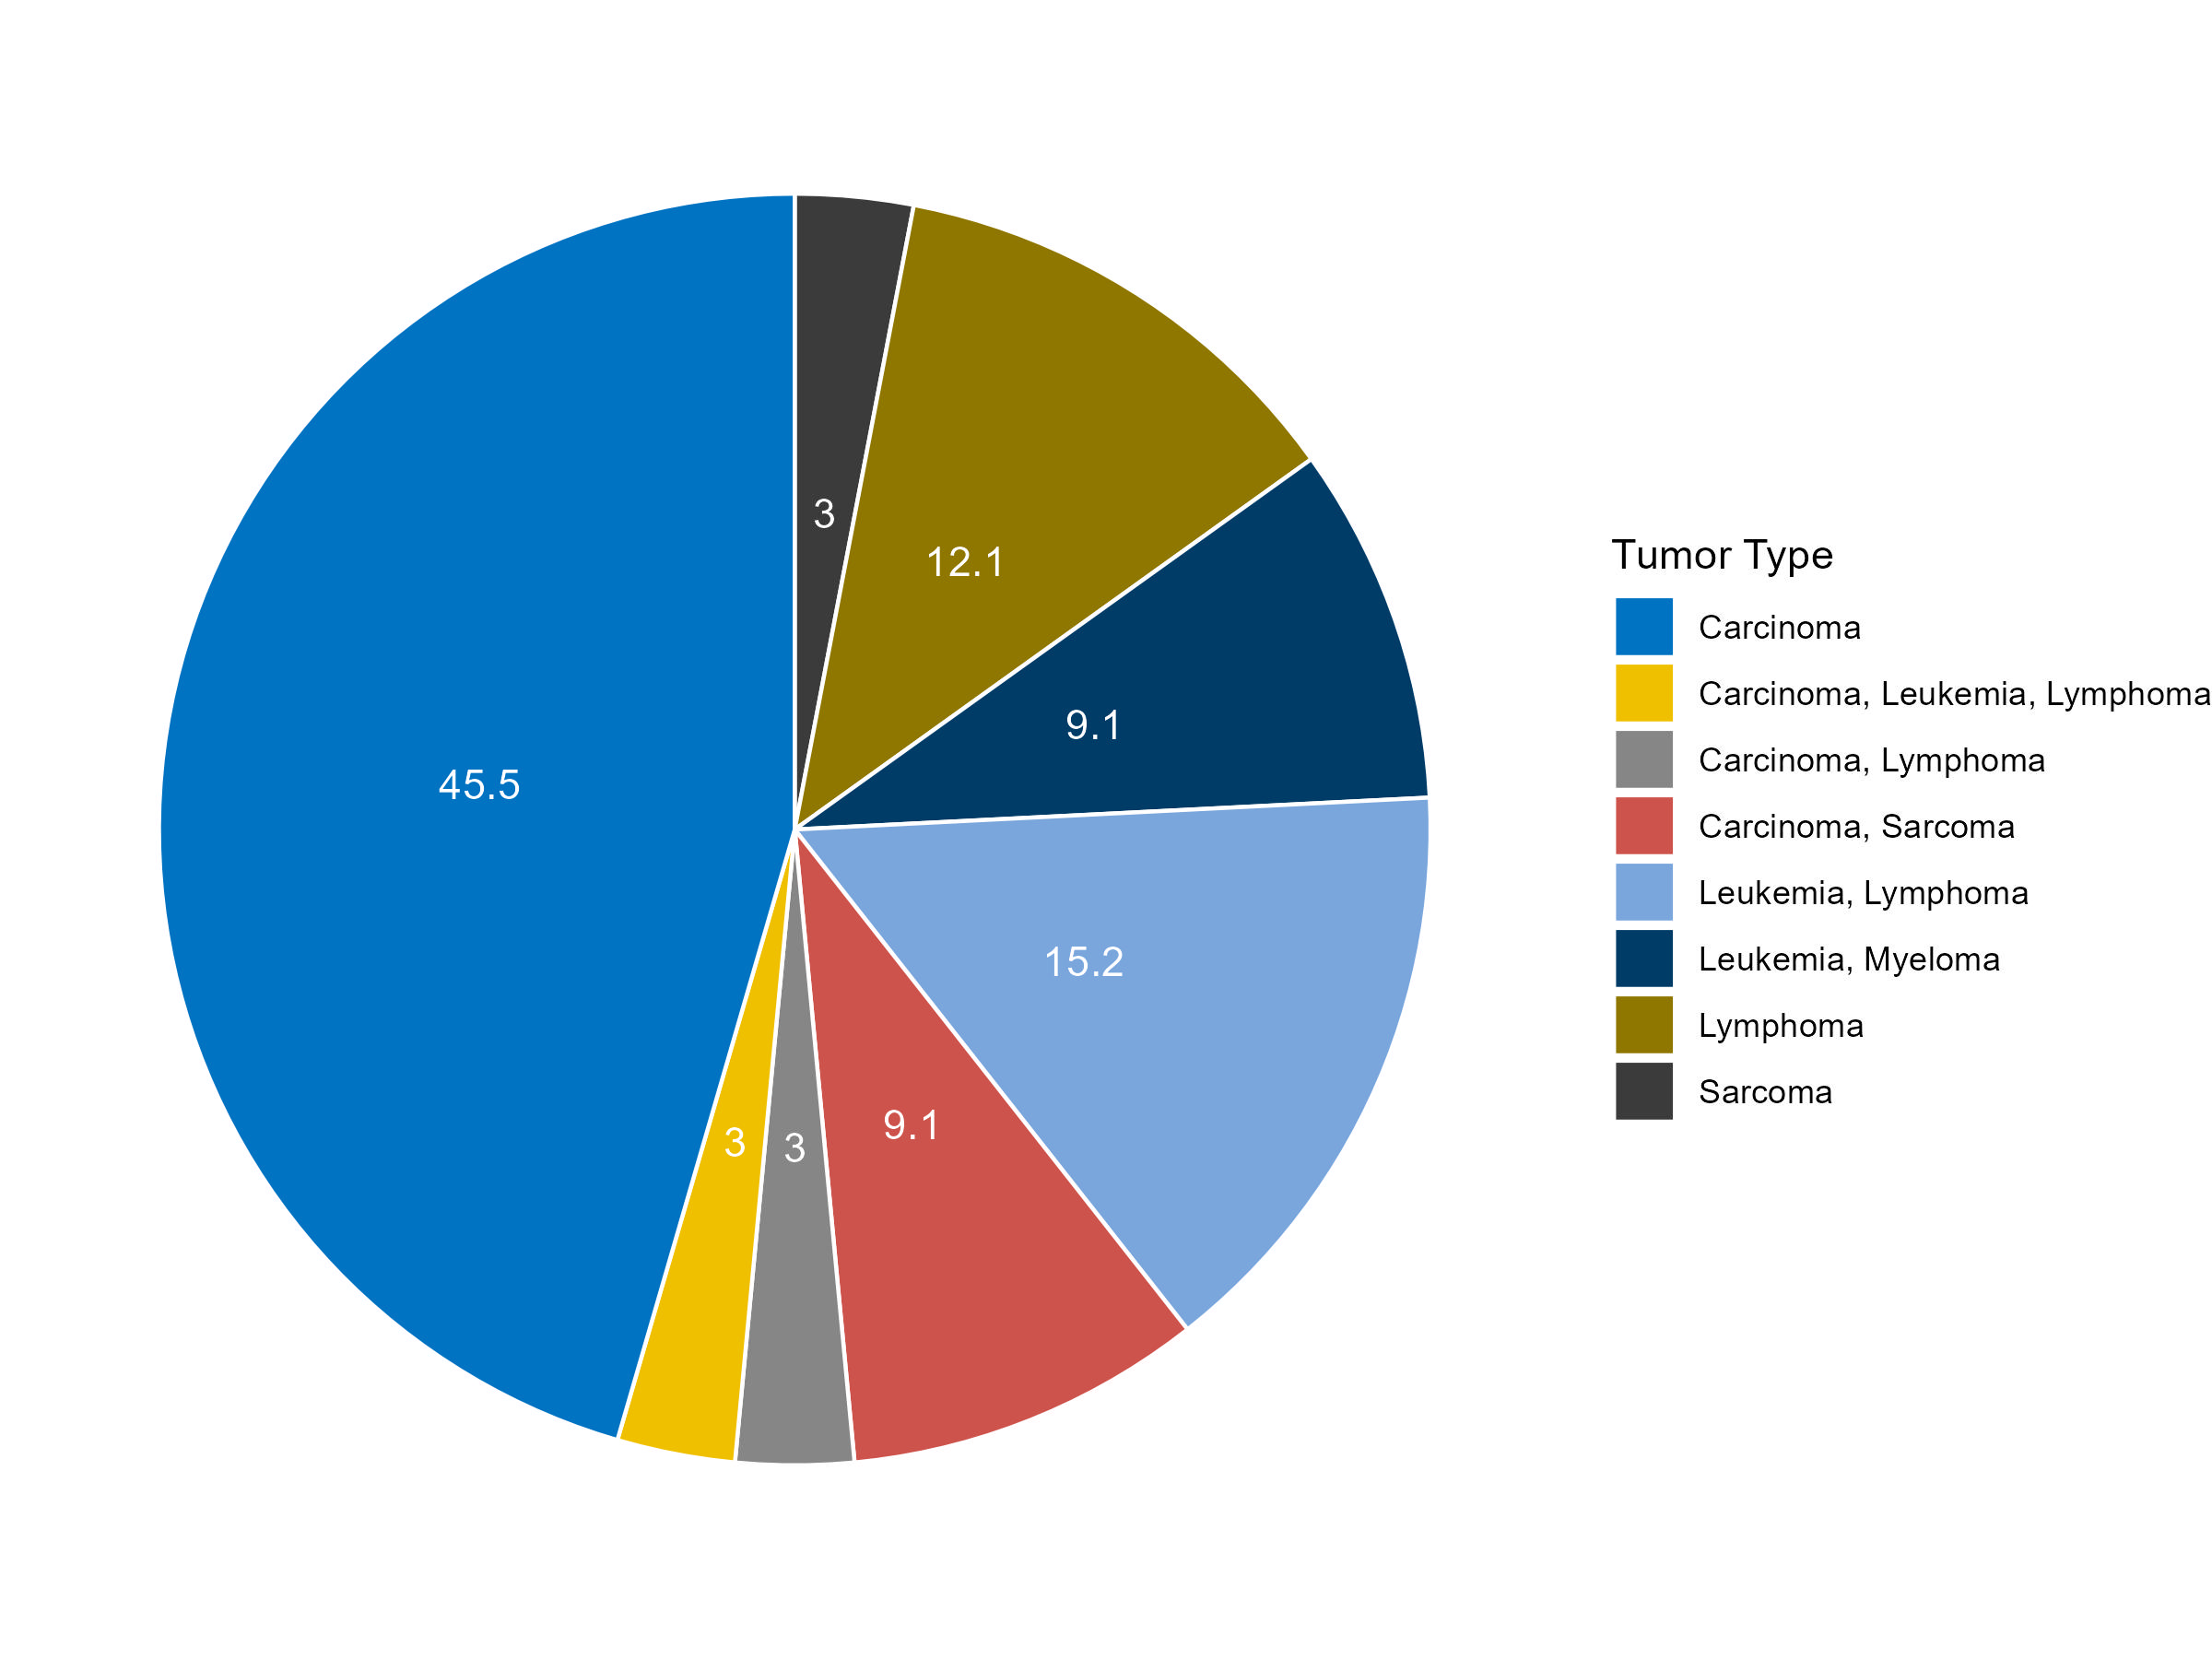 3
12.1
9.1
45.5
15.2
9.1
3
3
Tumor Type
Carcinoma
Carcinoma, Leukemia, Lymphoma
Carcinoma, Lymphoma
Carcinoma, Sarcoma
Leukemia, Lymphoma
Leukemia, Myeloma
Lymphoma
Sarcoma